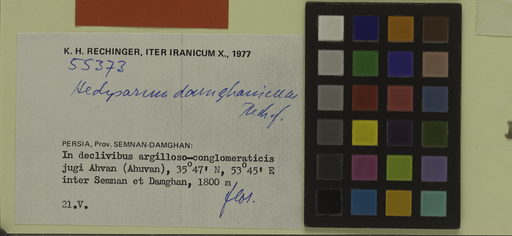 K. H. RECHINGER, ITER IRANICUM X., 1977
55373
Hedysarum damghanicum
Rech.f.
PERSIA, Prov. SEMNAN-DAMGHAN:
In declivibus argilloso-conglomeraticis
jugi Ahvan (Ahuvan), 35°47' N, 53°45' E
inter Semnan et Damghan, 1800 m
flos.
21.V.